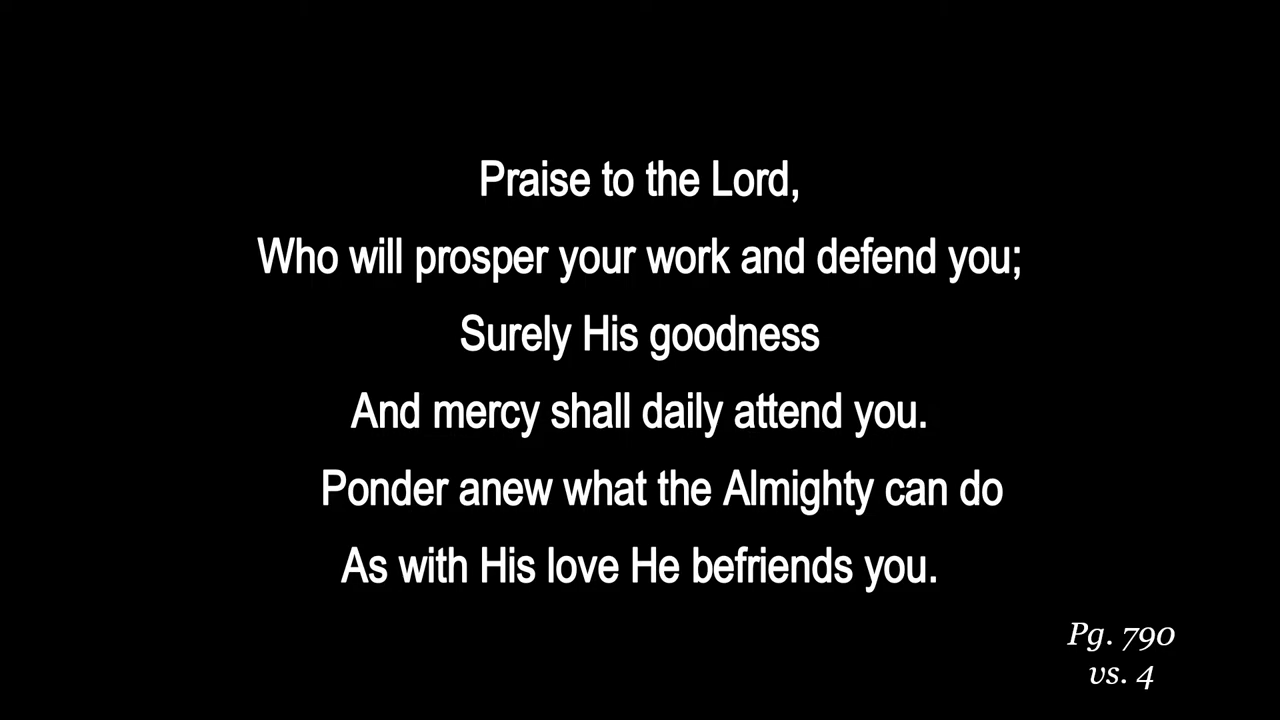 Praise to the Lord,
Who will prosper your work and defend you;
Surely His goodness
And mercy shall daily attend you.
Ponder anew what the Almighty can do
As with His love He befriends you.
Pg. 790
vs. 4